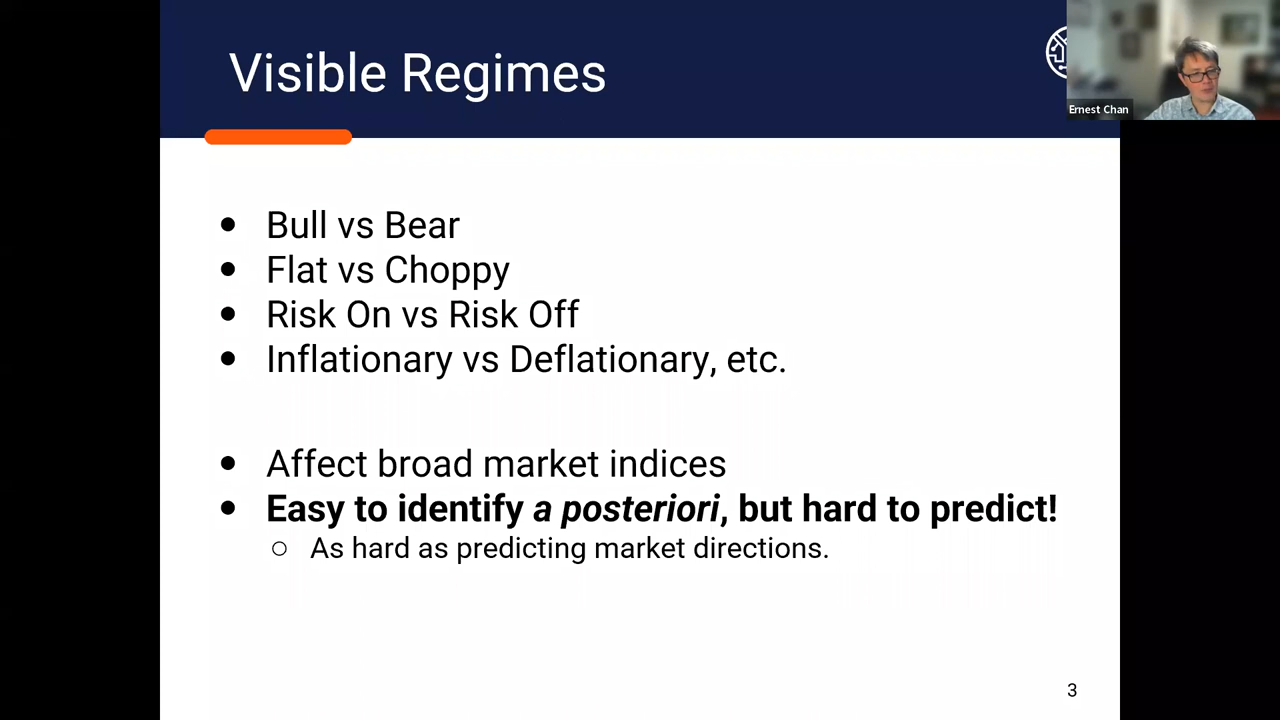 Visible Regimes
Ernest Chan
● Bull vs Bear
● Flat vs Choppy
● Risk On vs Risk Off
● Inflationary vs Deflationary, etc.
● Affect broad market indices
● Easy to identify a posteriori, but hard to predict!
○ As hard as predicting market directions.
3